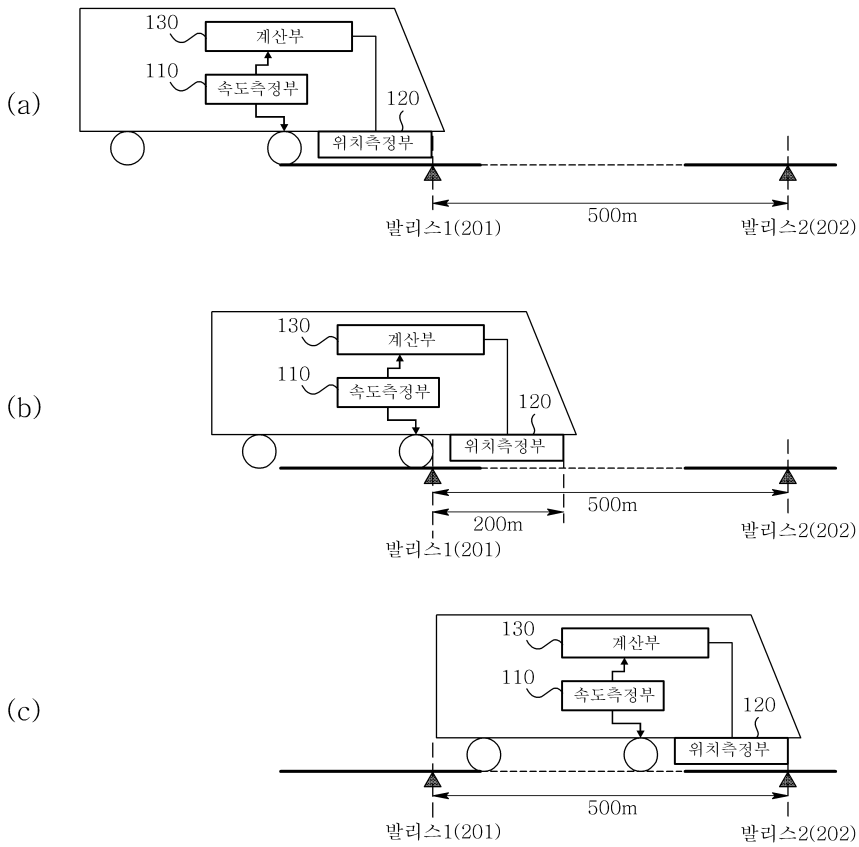 (a)
130
계산부
110
속도측정부
120
위치측정부
500m
발리스1(201)
발리스2(202)
(b)
130
계산부
110
속도측정부
120
위치측정부
500m
200m
발리스1(201)
발리스2(202)
(c)
130
계산부
110
속도측정부
120
위치측정부
500m
발리스1(201)
발리스2(202)